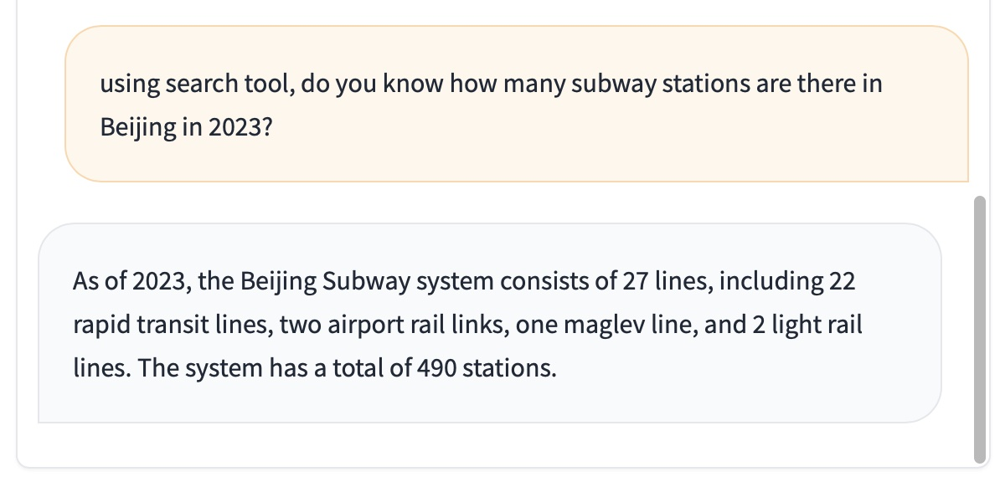 using search tool, do you know how many subway stations are there in
Beijing in 2023?
As of 2023, the Beijing Subway system consists of 27 lines, including 22
rapid transit lines, two airport rail links, one maglev line, and 2 light rail
lines. The system has a total of 490 stations.